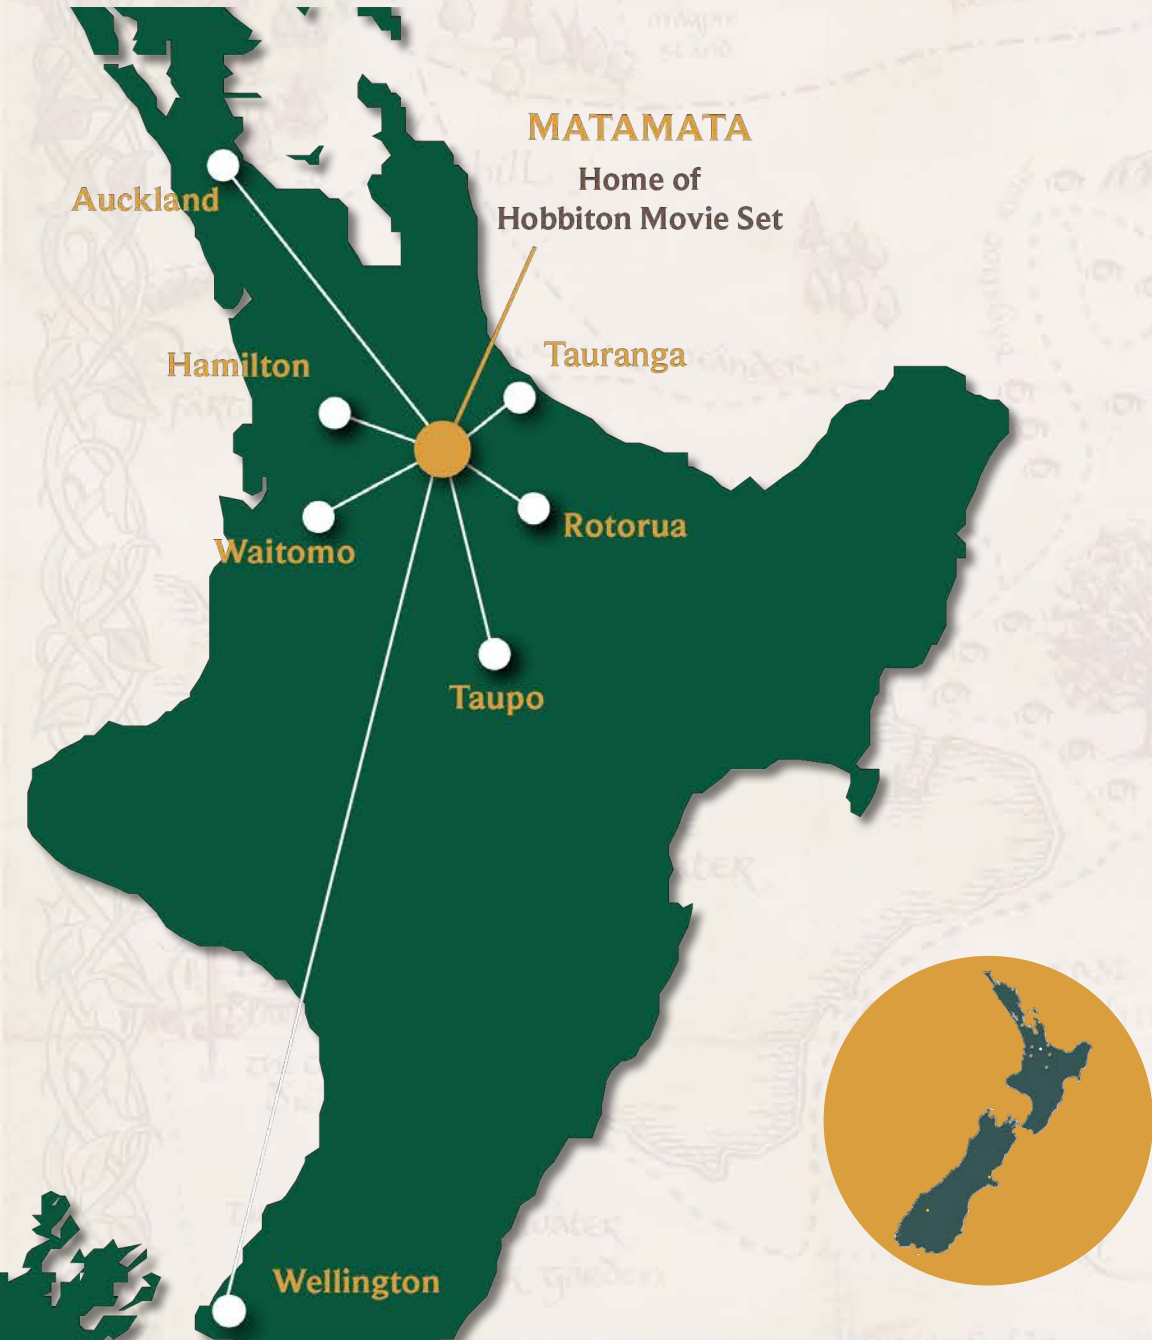 MATAMATA
Home of
Hobbiton Movie Set
Auckland
Tauranga
Hamilton
Rotorua
Waitomo
Taupo
Wellington